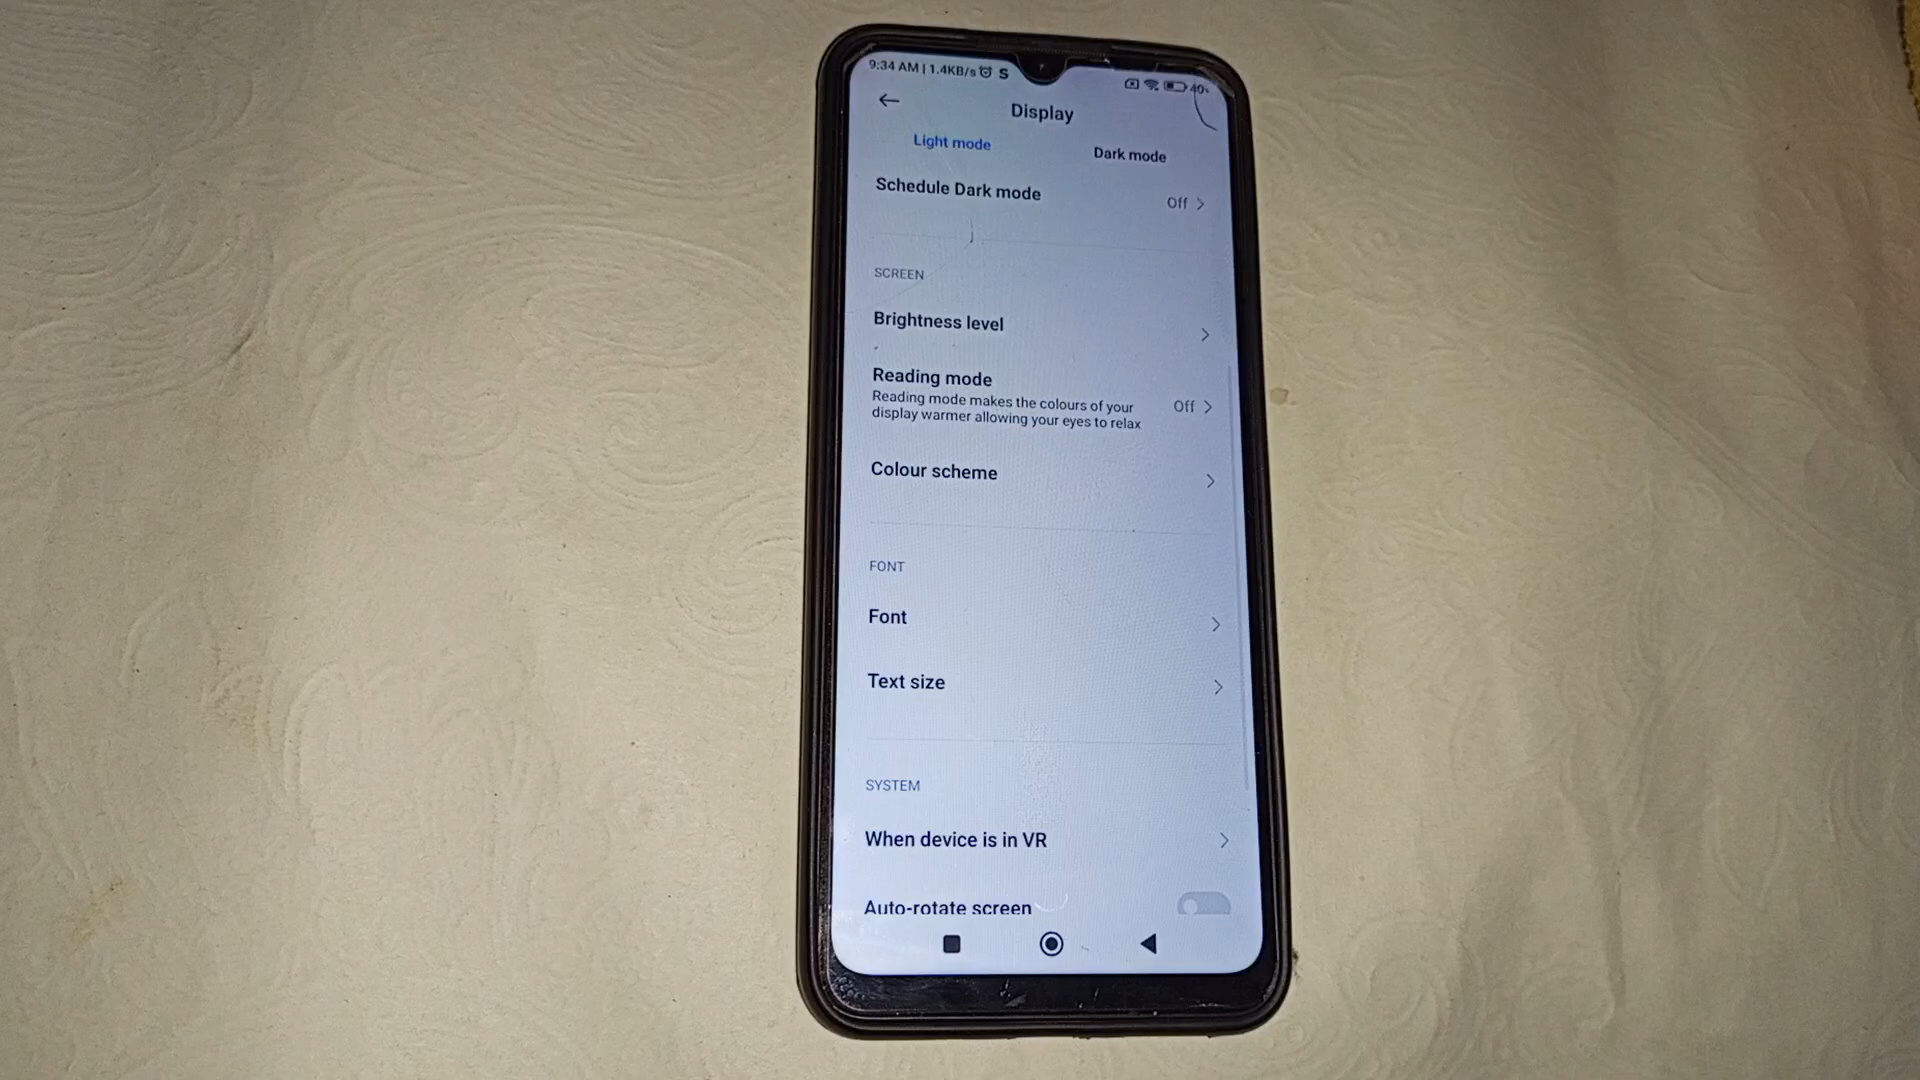 9:34 AM | 1.4KB/s S 40
Display
Light mode Dark mode
Schedule Dark mode Off
SCREEN
Brightness level
Reading mode
Reading mode makes the colours of your
display warmer allowing your eyes to relax
Off
Colour scheme
FONT
Font
Text size
SYSTEM
When device is in VR
Auto-rotate screen